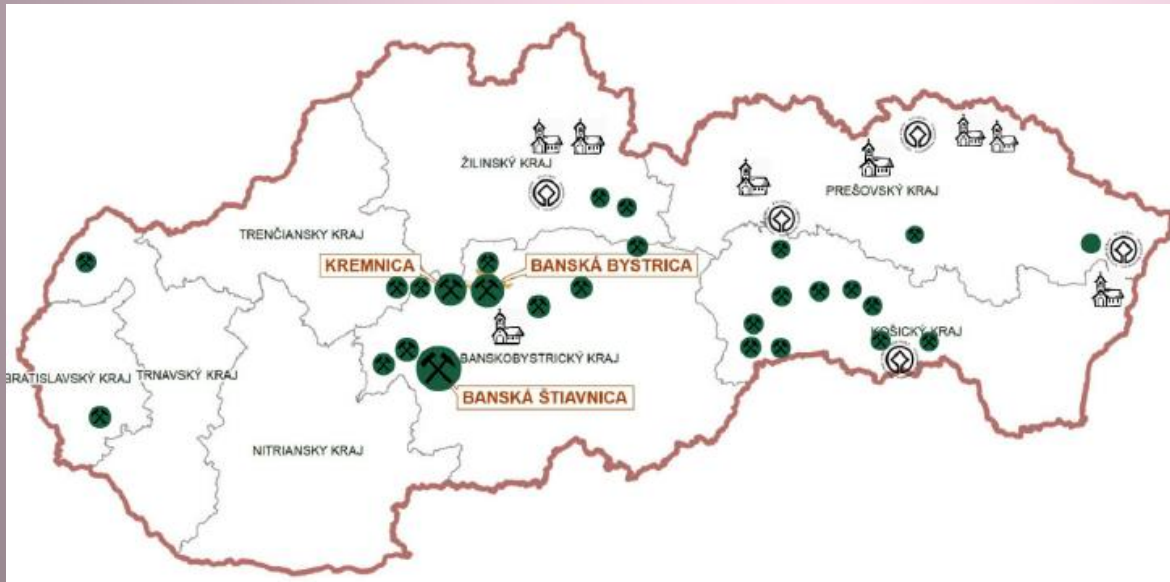 ŽILINSKÝ KRAJ
PREŠOVSKÝ KRAJ
TRENČIANSKY KRAJ
KREMNICA
BANSKÁ BYSTRICA
KOŠICKÝ KRAJ
BANSKOBYSTRICKÝ KRAJ
BRATISLAVSKÝ KRAJ
TRNAVSKÝ KRAJ
BANSKÁ ŠTIAVNICA
NITRIANSKY KRAJ